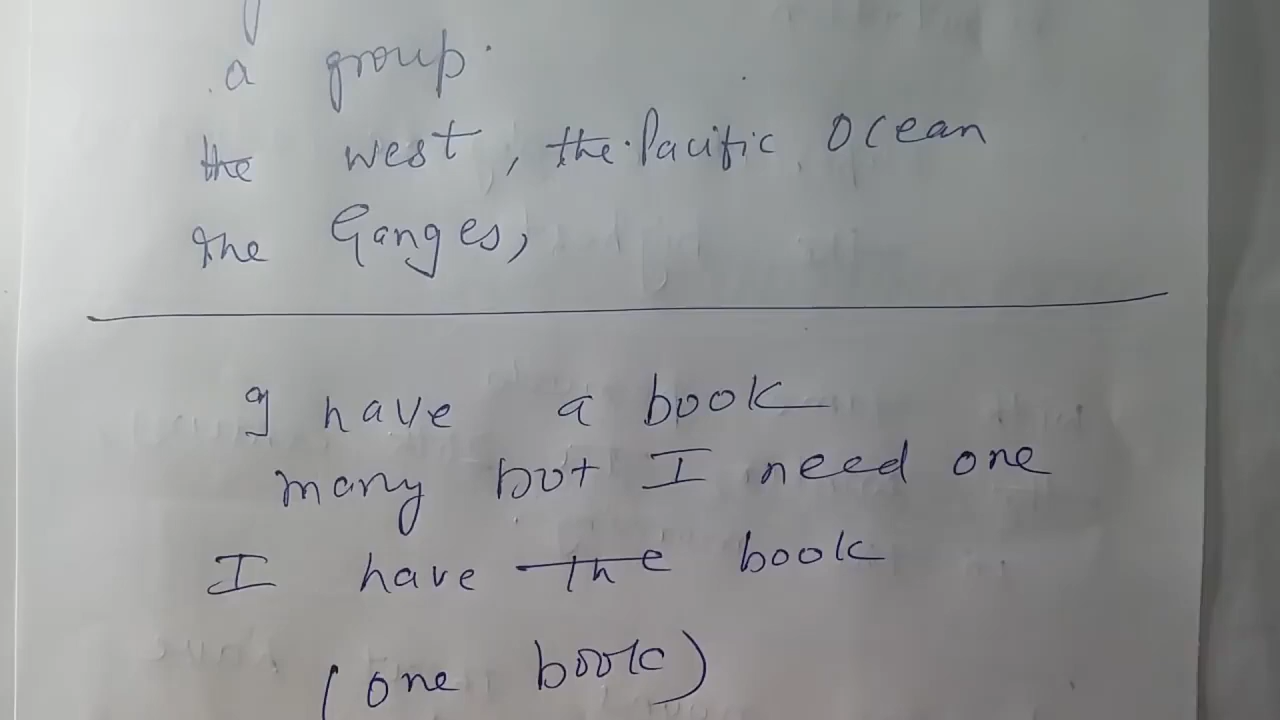 a group.
the west, the Pacific Ocean
the Ganges,
I have a book
many but I need one
I have the book
(one book)